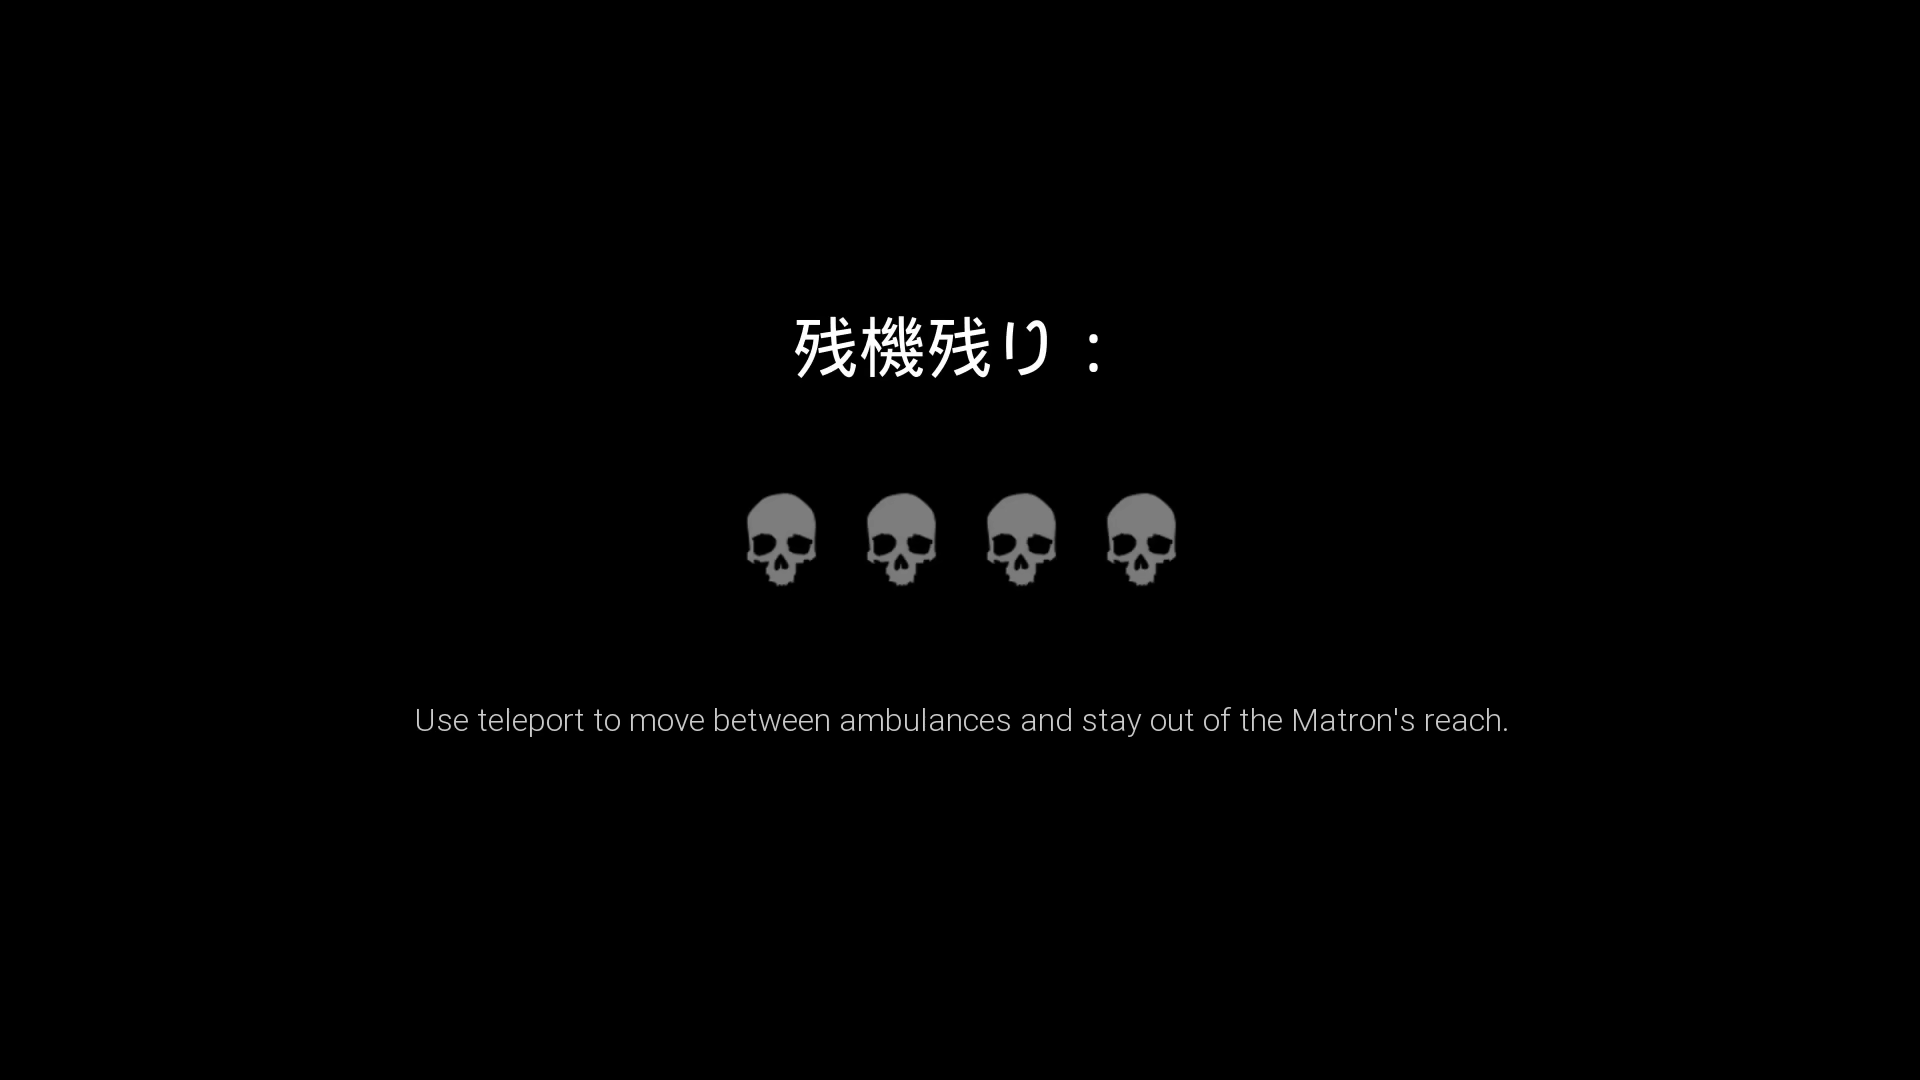 残機残り：
Use teleport to move between ambulances and stay out of the Matron's reach.